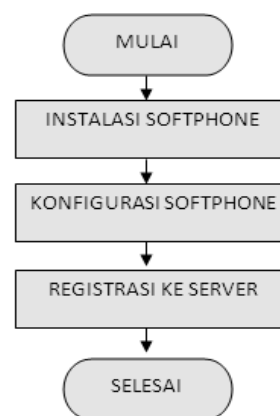 MULAI
INSTALASI SOFTPHONE
KONFIGURASI SOFTPHONE
REGISTRASI KE SERVER
SELESAI